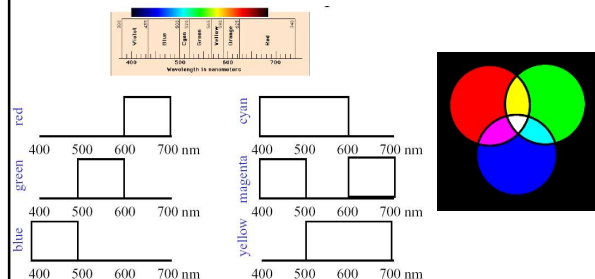 Violet Blue Cyan Green Yellow Orange Red
400 500 600 700
Wavelength in nanometers
red
400 500 600 700 nm
cyan
400 500 600 700 nm
green
400 500 600 700 nm
magenta
400 500 600 700 nm
blue
400 500 600 700 nm
yellow
400 500 600 700 nm